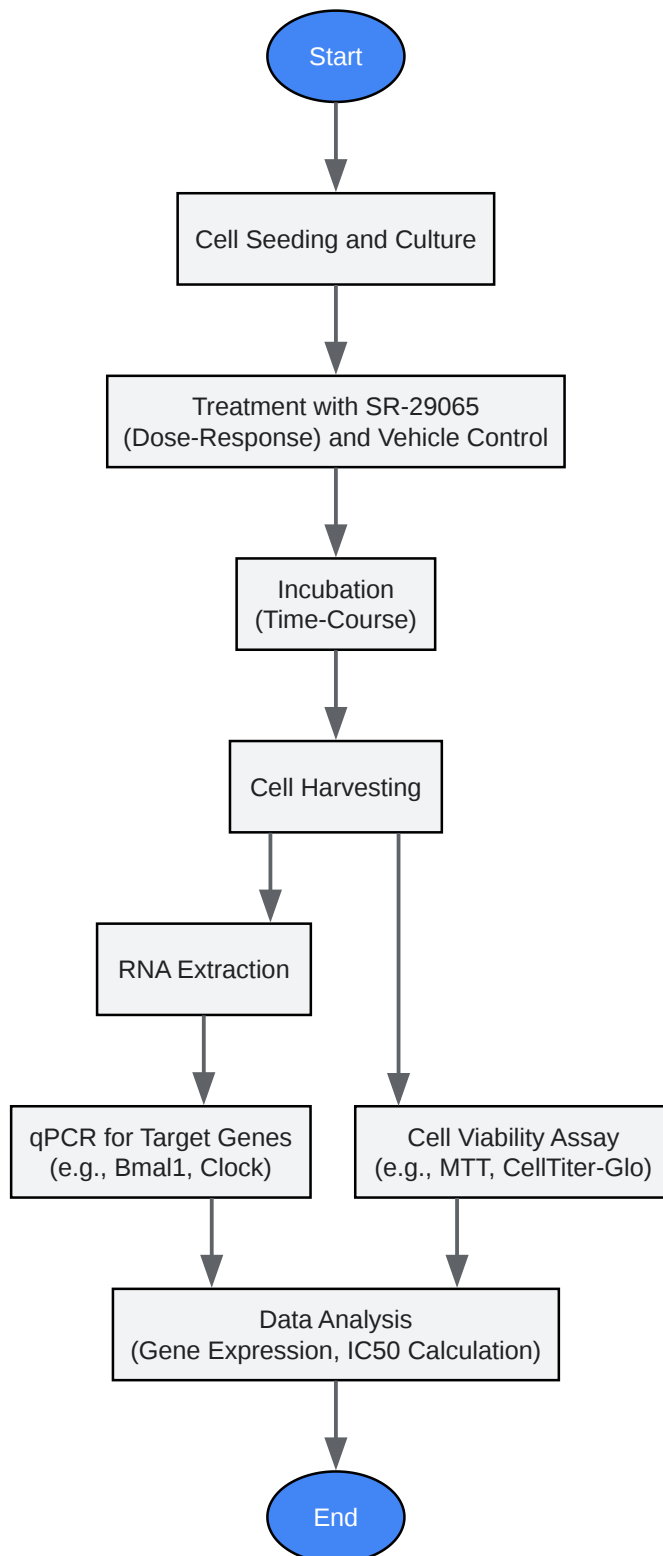 Start
Cell Seeding and Culture
Treatment with SR-29065
(Dose-Response) and Vehicle Control
Incubation
(Time-Course)
Cell Harvesting
RNA Extraction
qPCR for Target Genes
(e.g., Bmal1, Clock)
Cell Viability Assay
(e.g., MTT, CellTiter-Glo)
Data Analysis
(Gene Expression, IC50 Calculation)
End